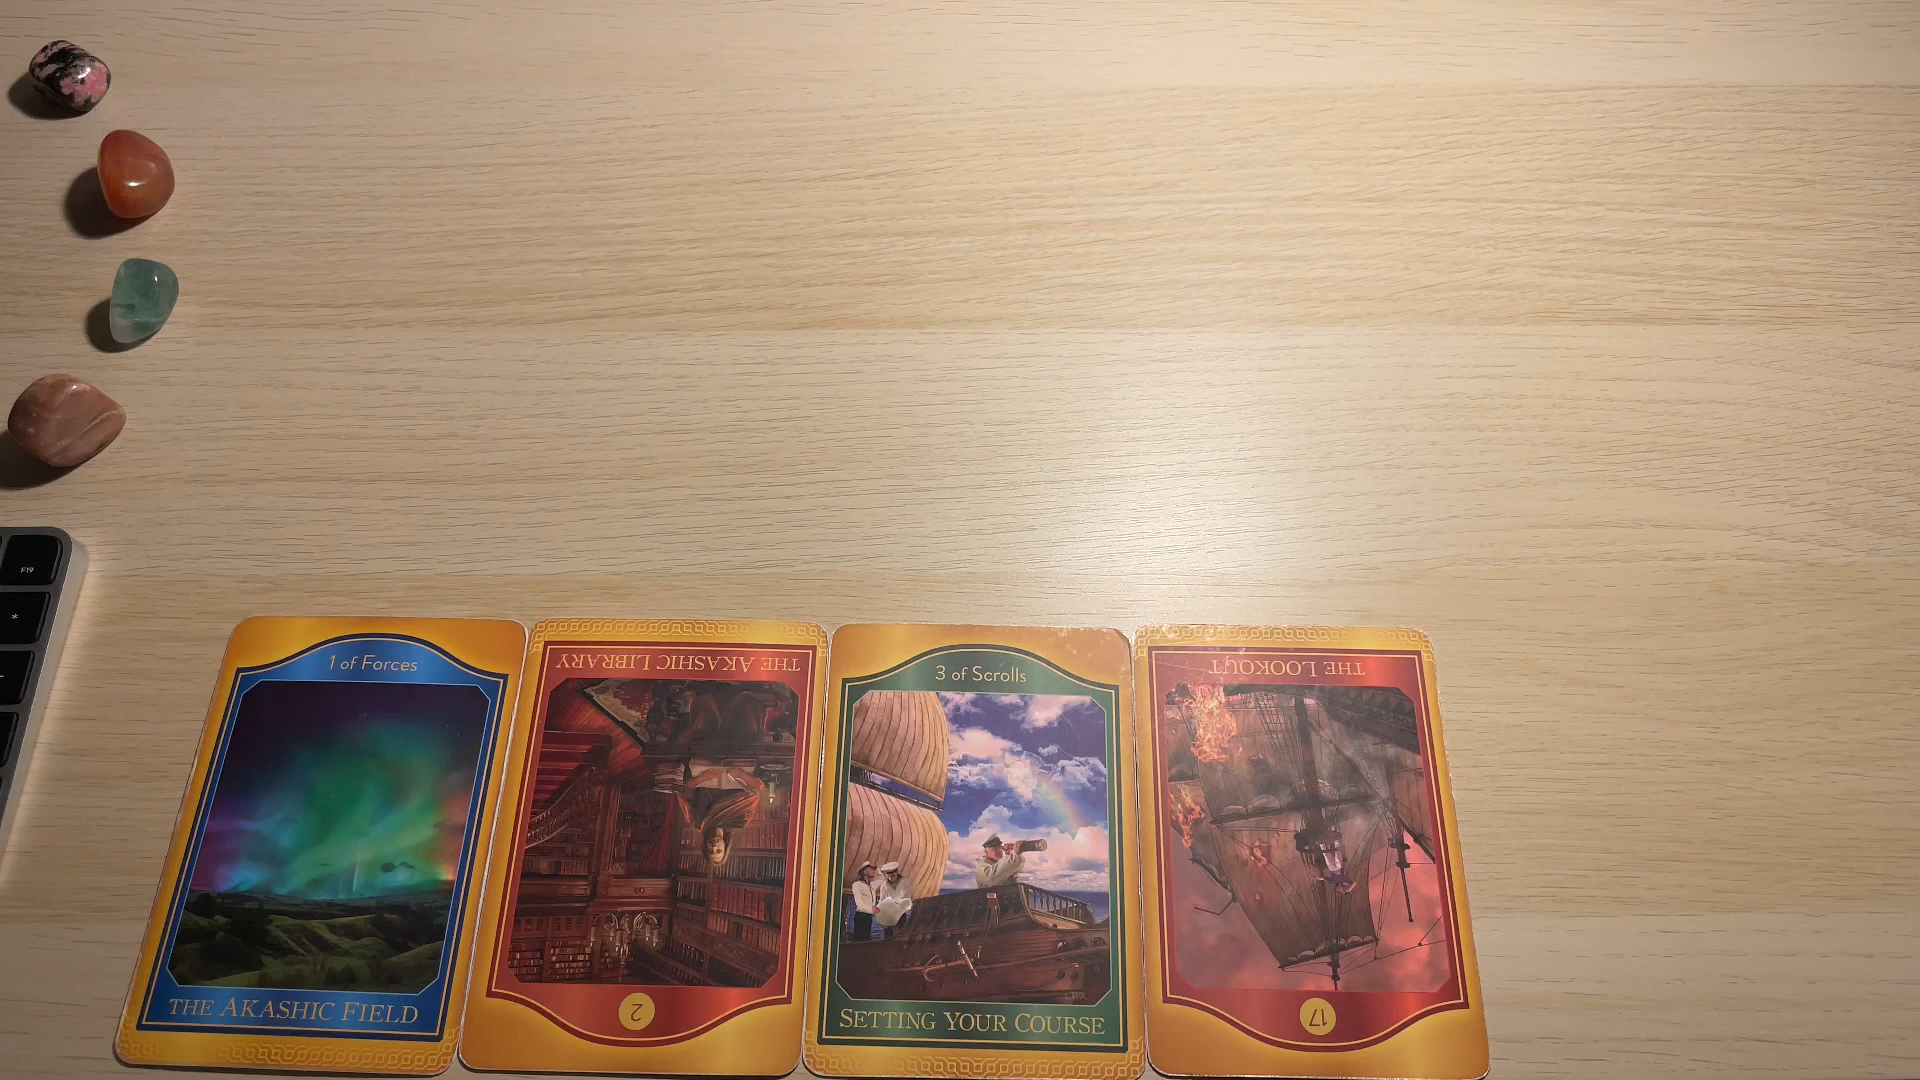 F19
*
-
1 of Forces
THE AKASHIC FIELD
THE AKASHIC LIBRARY
2
3 of Scrolls
SETTING YOUR COURSE
THE LOOKOUT
17